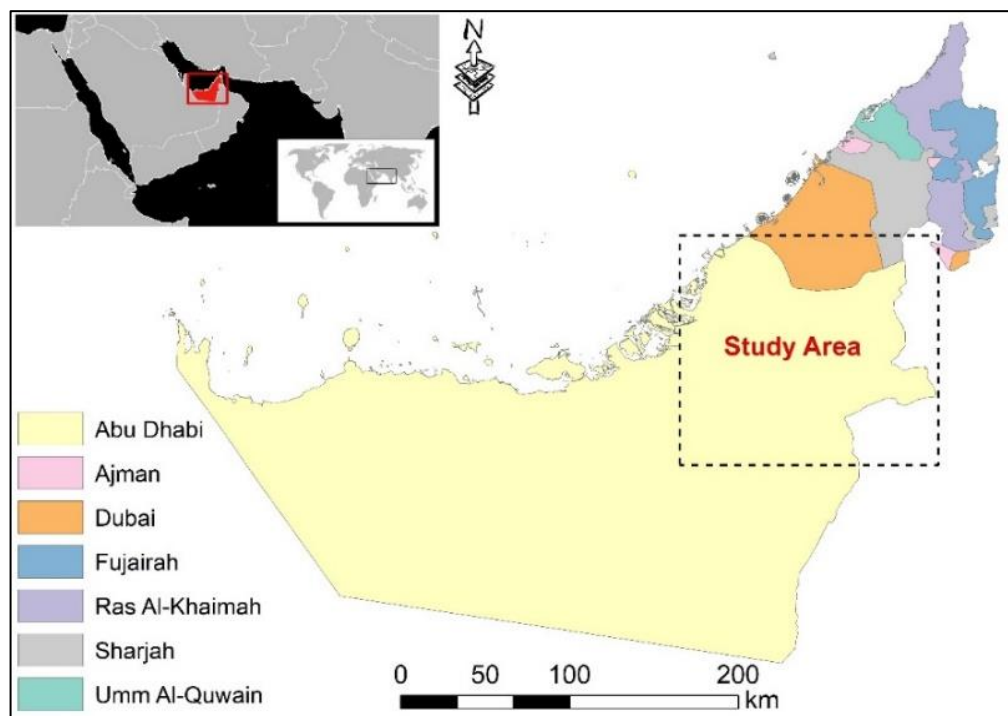 N
Study Area
Abu Dhabi
Ajman
Dubai
Fujairah
Ras Al-Khaimah
Sharjah
Umm Al-Quwain
0 50 100 200
km